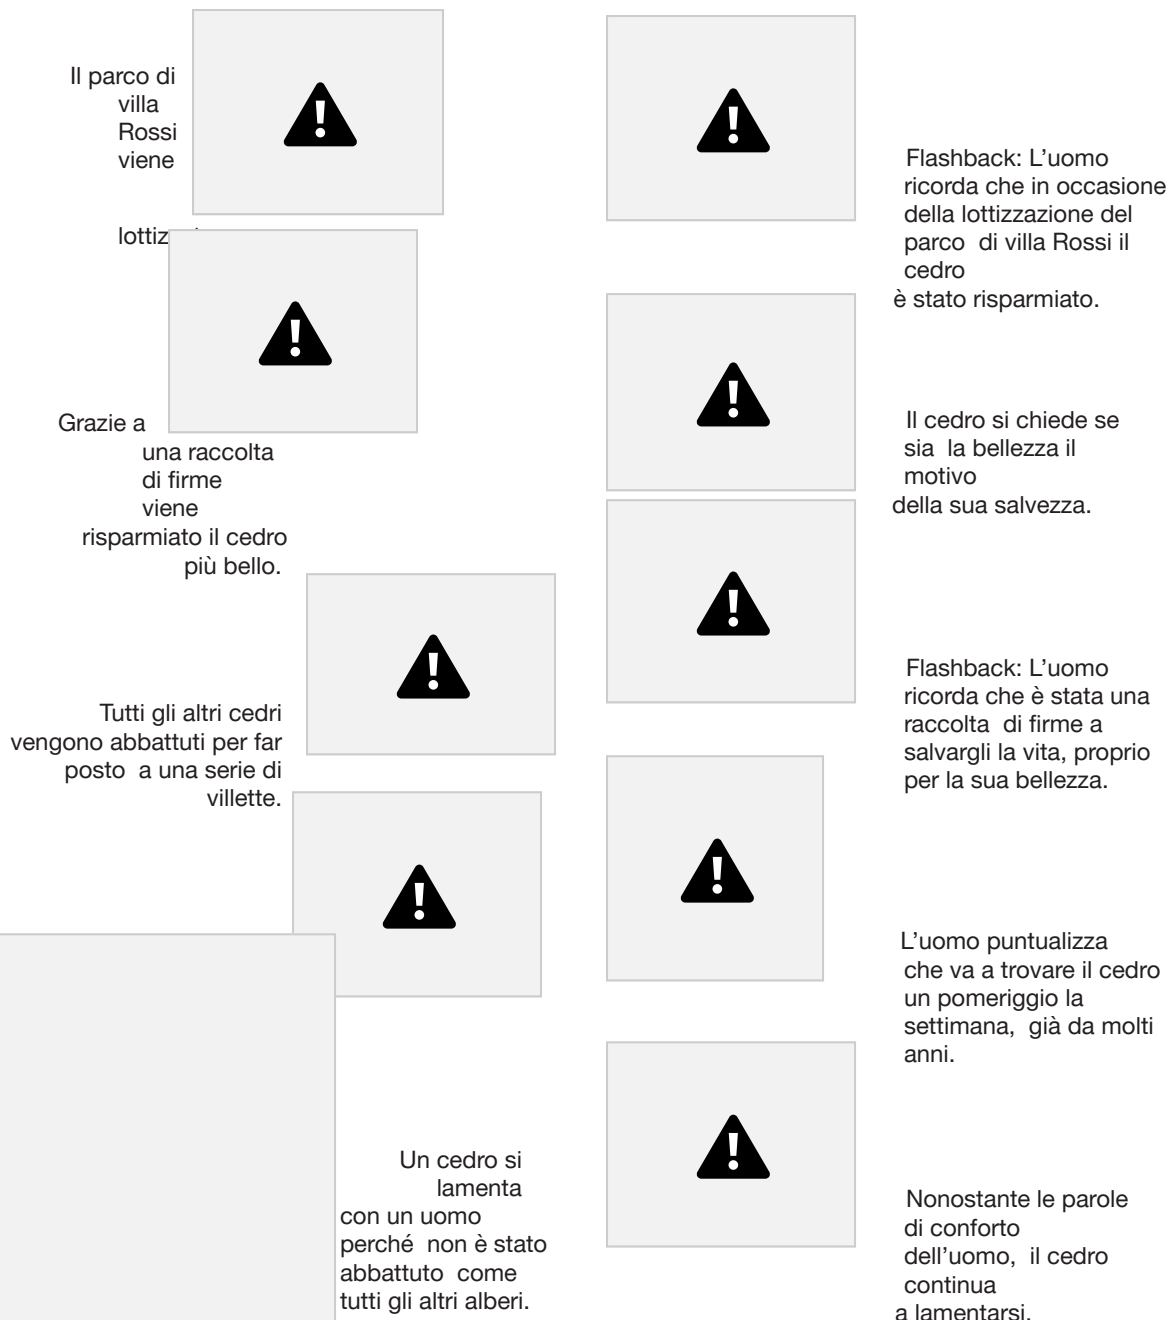 Il parco di
villa
Rossi
viene
Grazie a
una raccolta
di firme
viene
risparmiato il cedro
più bello.
Tutti gli altri cedri
vengono abbattuti per far
posto a una serie di
villette.
Un cedro si
lamenta
con un uomo
perché non è stato
abbattuto come
tutti gli altri alberi.
Flashback: L'uomo
ricorda che in occasione
della lottizzazione del
parco di villa Rossi il
cedro
è stato risparmiato.
Il cedro si chiede se
sia la bellezza il
motivo
della sua salvezza.
Flashback: L'uomo
ricorda che è stata una
raccolta di firme a
salvargli la vita, proprio
per la sua bellezza.
L'uomo puntualizza
che va a trovare il cedro
un pomeriggio la
settimana, già da molti
anni.
Nonostante le parole
di conforto
dell'uomo, il cedro
continua
a lamentarsi.